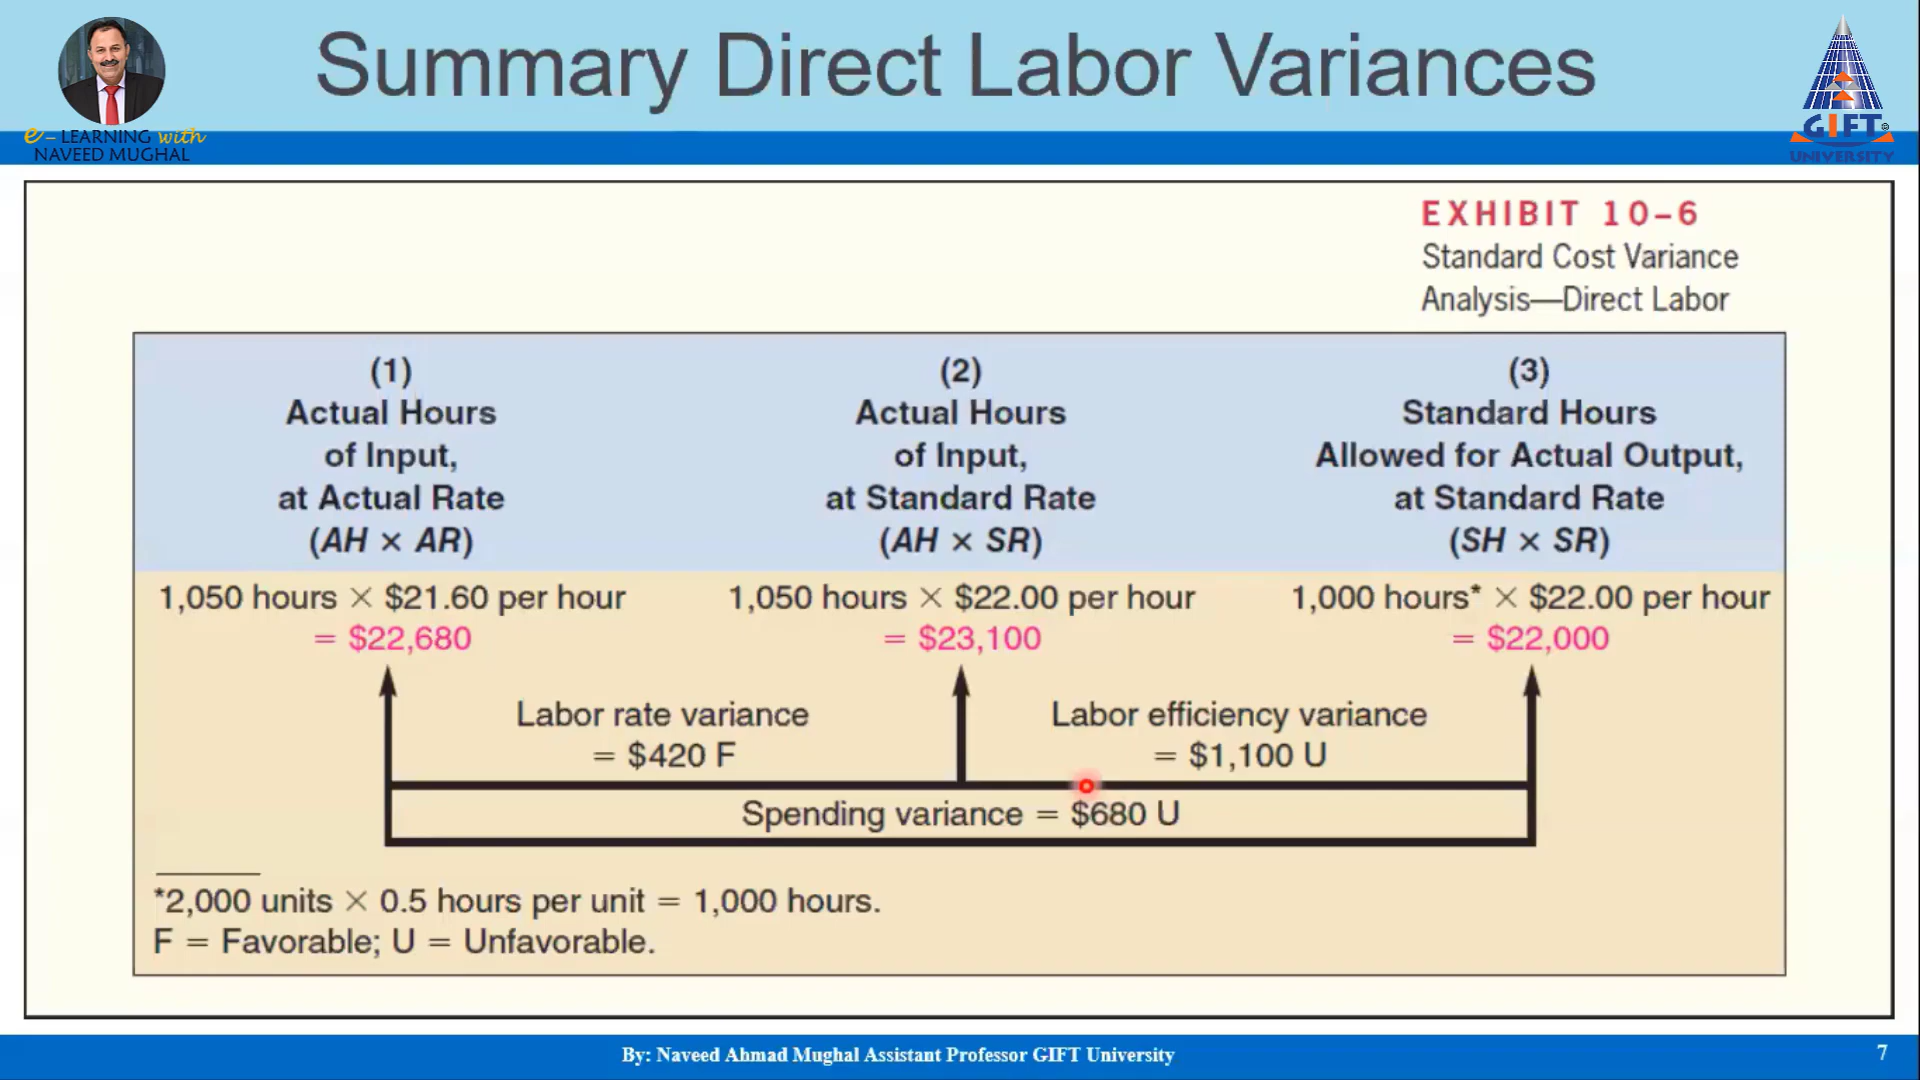 Summary Direct Labor Variances
e – LEARNING with
NAVEED MUGHAL
GIFT©
UNIVERSITY
EXHIBIT 10–6
Standard Cost Variance
Analysis—Direct Labor
(1)
Actual Hours
of Input,
at Actual Rate
(AH × AR)
1,050 hours × $21.60 per hour
= $22,680
(2)
Actual Hours
of Input,
at Standard Rate
(AH × SR)
1,050 hours × $22.00 per hour
= $23,100
(3)
Standard Hours
Allowed for Actual Output,
at Standard Rate
(SH × SR)
1,000 hours* × $22.00 per hour
= $22,000
Labor rate variance
= $420 F
Labor efficiency variance
= $1,100 U
Spending variance = $680 U
*2,000 units × 0.5 hours per unit = 1,000 hours.
F = Favorable; U = Unfavorable.
By: Naveed Ahmad Mughal Assistant Professor GIFT University
7